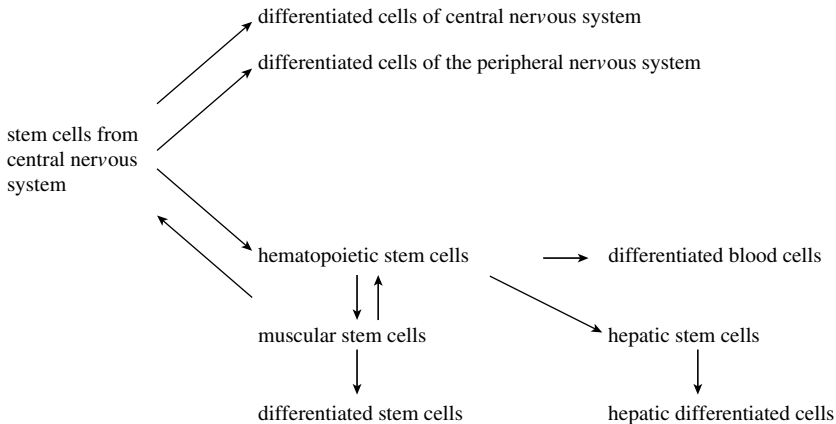 differentiated cells of central nervous system
differentiated cells of the peripheral nervous system
stem cells from
central nervous
system
hematopoietic stem cells
differentiated blood cells
muscular stem cells
hepatic stem cells
differentiated stem cells
hepatic differentiated cells